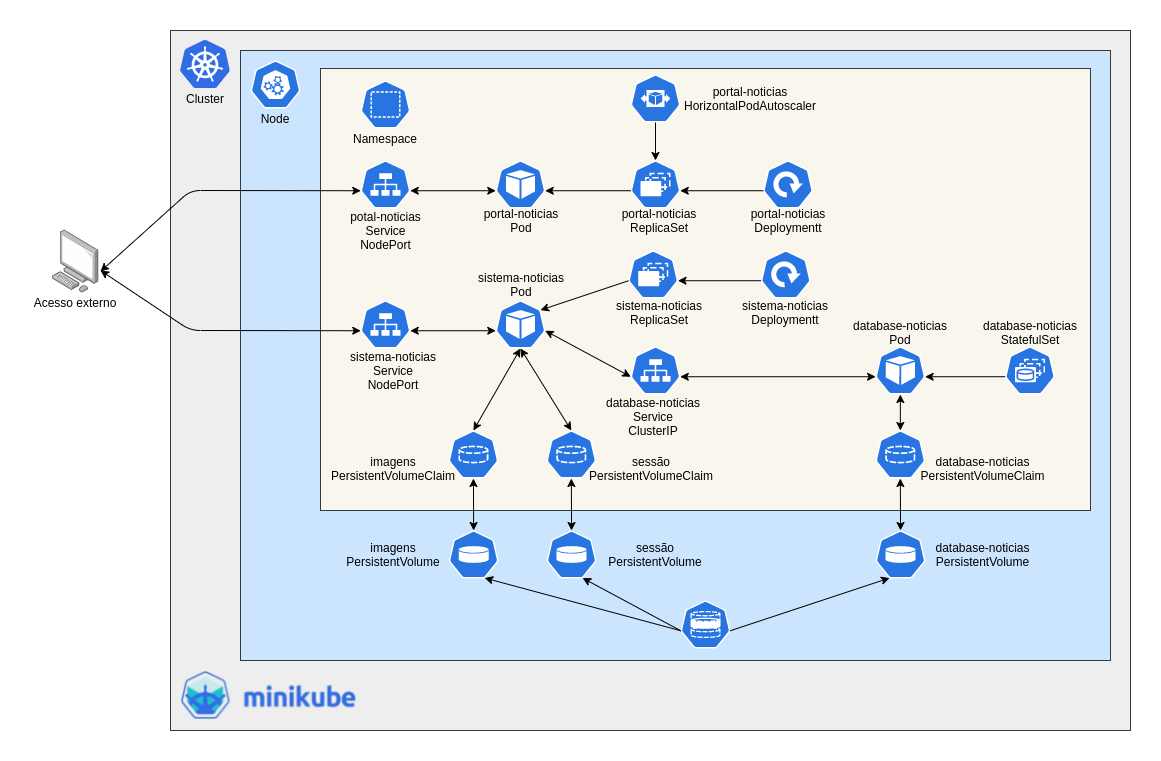 Cluster
Node
Namespace
portal-noticias
HorizontalPodAutoscaler
potal-noticias
Service
NodePort
portal-noticias
Pod
portal-noticias
ReplicaSet
portal-noticias
Deploymentt
Acesso externo
sistema-noticias
Pod
sistema-noticias
ReplicaSet
sistema-noticias
Deploymentt
sistema-noticias
Service
NodePort
database-noticias
Service
ClusterIP
database-noticias
Pod
database-noticias
StatefulSet
imagens
PersistentVolumeClaim
sessão
PersistentVolumeClaim
database-noticias
PersistentVolumeClaim
imagens
PersistentVolume
sessão
PersistentVolume
database-noticias
PersistentVolume
minikube